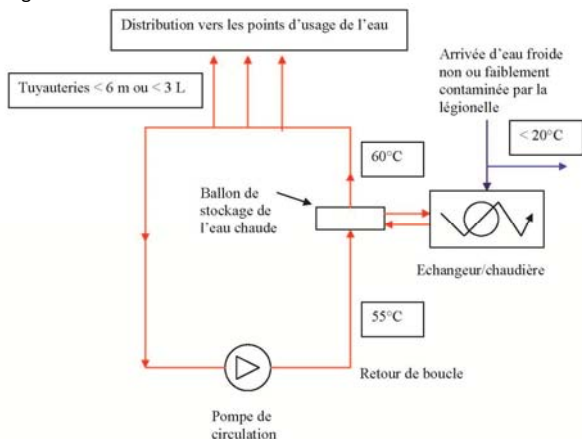 Distribution vers les points d'usage de l'eau
Tuyauteries < 6 m ou < 3 L
Arrivée d'eau froide
non ou faiblement
contaminée par la
légionelle
< 20°C
60°C
Ballon de
stockage de
l'eau chaude
Echangeur/chaudière
55°C
Retour de boucle
Pompe de
circulation